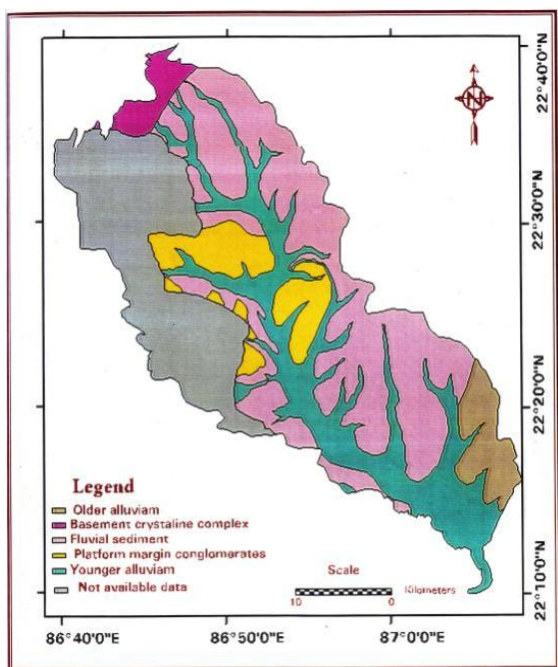 N
22°40'0"N
22°30'0"N
22°20'0"N
22°10'0"N
Legend
Older alluviam
Basement crystaline complex
Fluvial sediment
Platform margin conglomerates
Younger alluviam
Not available data
Scale
10 0 Kilometers
86°40'0"E 86°50'0"E 87°0'0"E